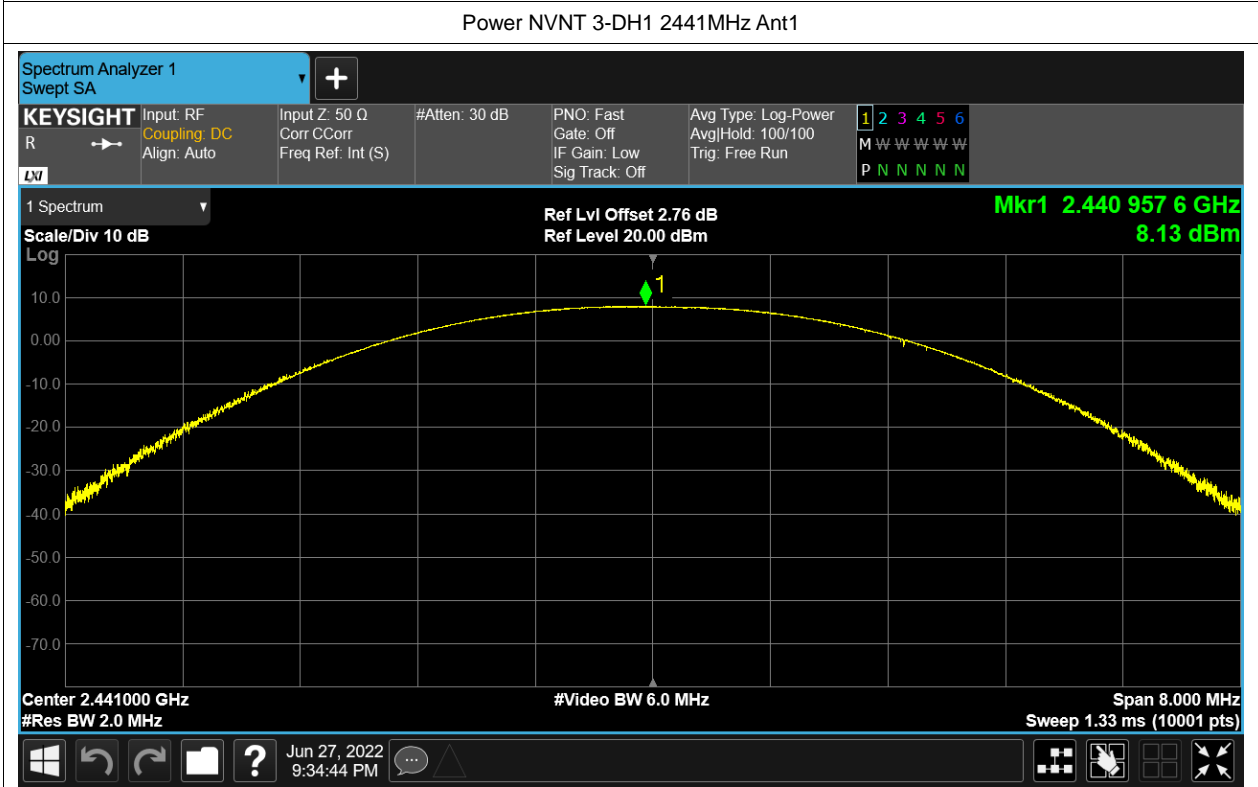 Power NVNT 3-DH1 2441MHz Ant1
Spectrum Analyzer 1
Swept SA
KEYSIGHT
R
LXI
Input: RF
Coupling: DC
Align: Auto
Input Z: 50 Ω
Corr CCorr
Freq Ref: Int (S)
#Atten: 30 dB
PNO: Fast
Gate: Off
IF Gain: Low
Sig Track: Off
Avg Type: Log-Power
Avg|Hold: 100/100
Trig: Free Run
1 2 3 4 5 6
M W W W W W
P N N N N N
1 Spectrum
Scale/Div 10 dB
Log
Ref Lvl Offset 2.76 dB
Ref Level 20.00 dBm
Mkr1 2.440 957 6 GHz
8.13 dBm
1
10.0
0.00
-10.0
-20.0
-30.0
-40.0
-50.0
-60.0
-70.0
Center 2.441000 GHz
#Video BW 6.0 MHz
Span 8.000 MHz
#Res BW 2.0 MHz
Sweep 1.33 ms (10001 pts)
?
Jun 27, 2022
9:34:44 PM